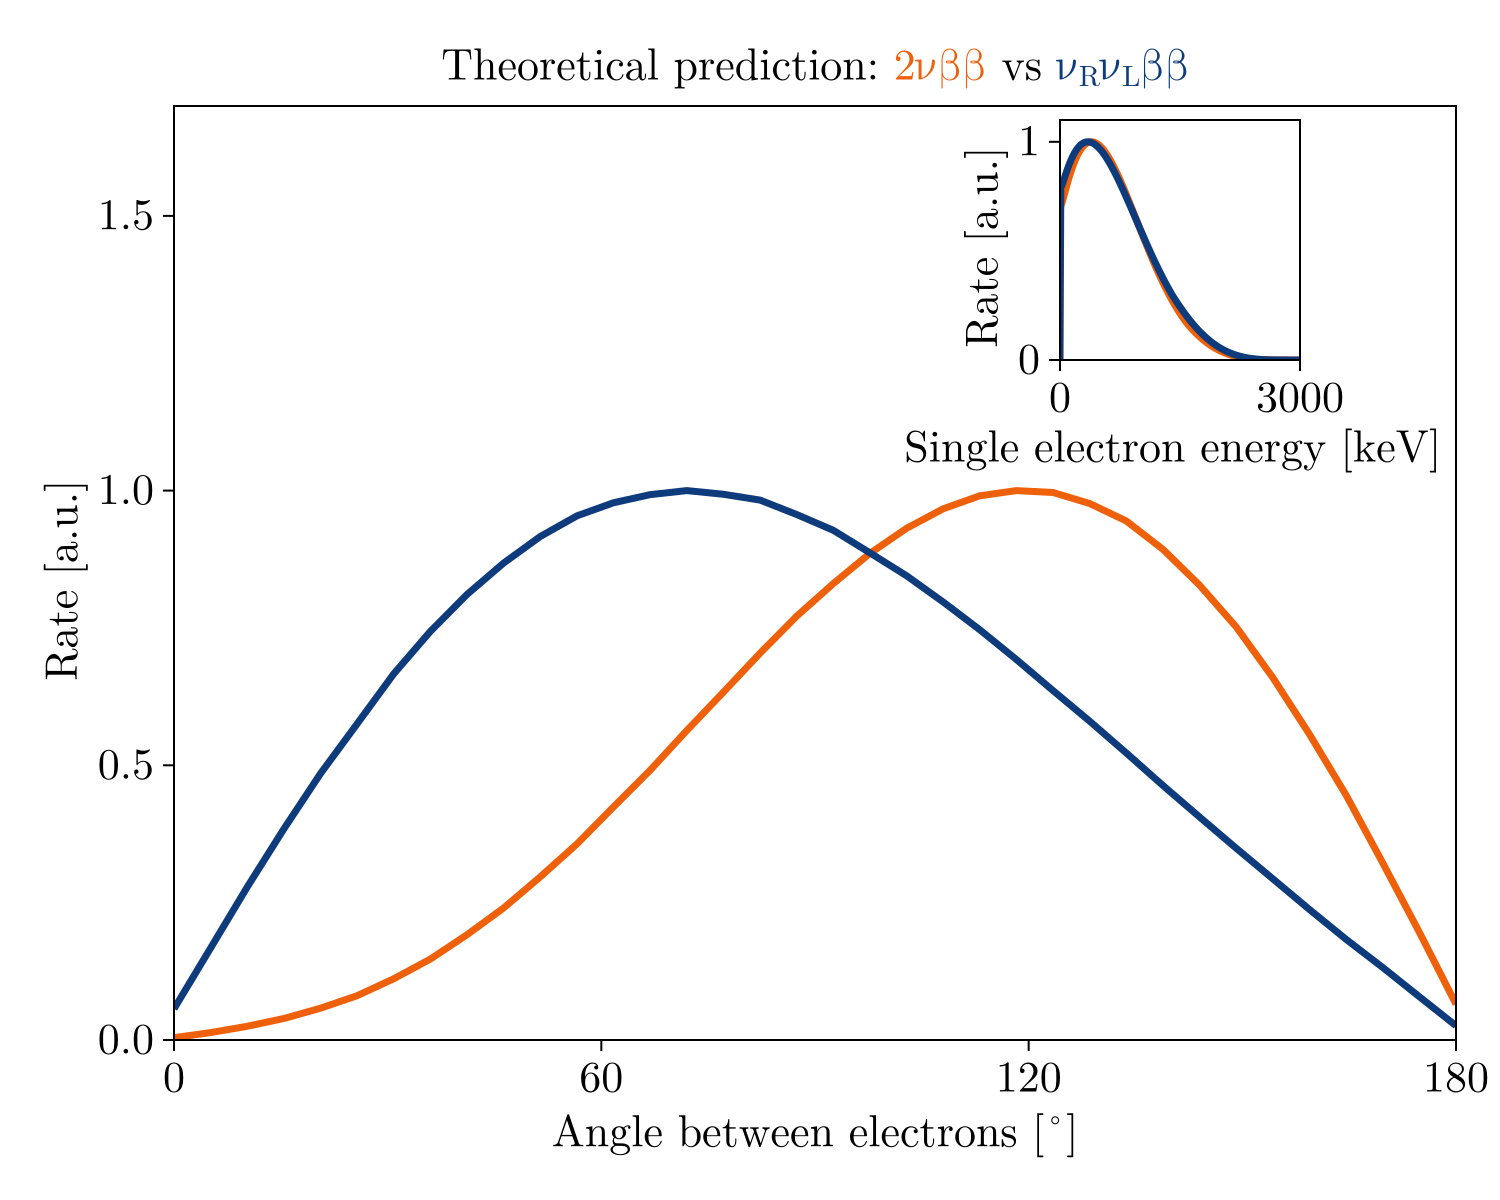 Theoretical prediction: 2νββ vs ν_Rν_Lββ
1
Rate [a.u.]
0
0 3000
Single electron energy [keV]
1.5
1.0
0.5
0.0
Rate [a.u.]
0 60 120 180
Angle between electrons [°]